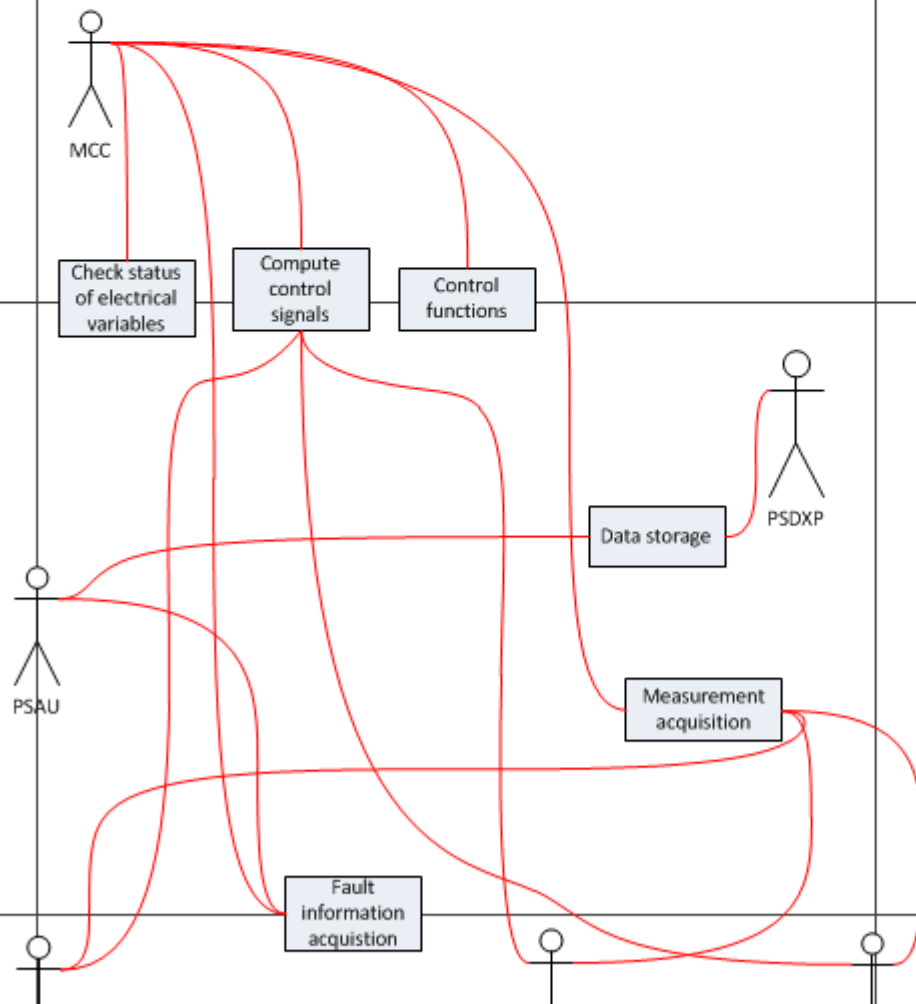 MCC
Check status
of electrical
variables
Compute
control
signals
Control
functions
PSDXP
Data storage
PSAU
Measurement
acquisition
Fault
information
acquistion